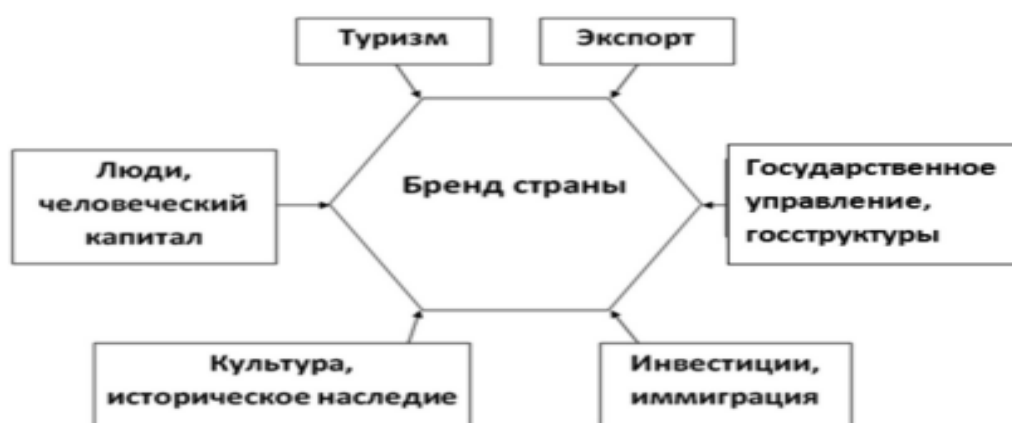 Туризм
Экспорт
Люди,
человеческий
капитал
Бренд страны
Государственное
управление,
госструктуры
Культура,
историческое наследие
Инвестиции,
иммиграция